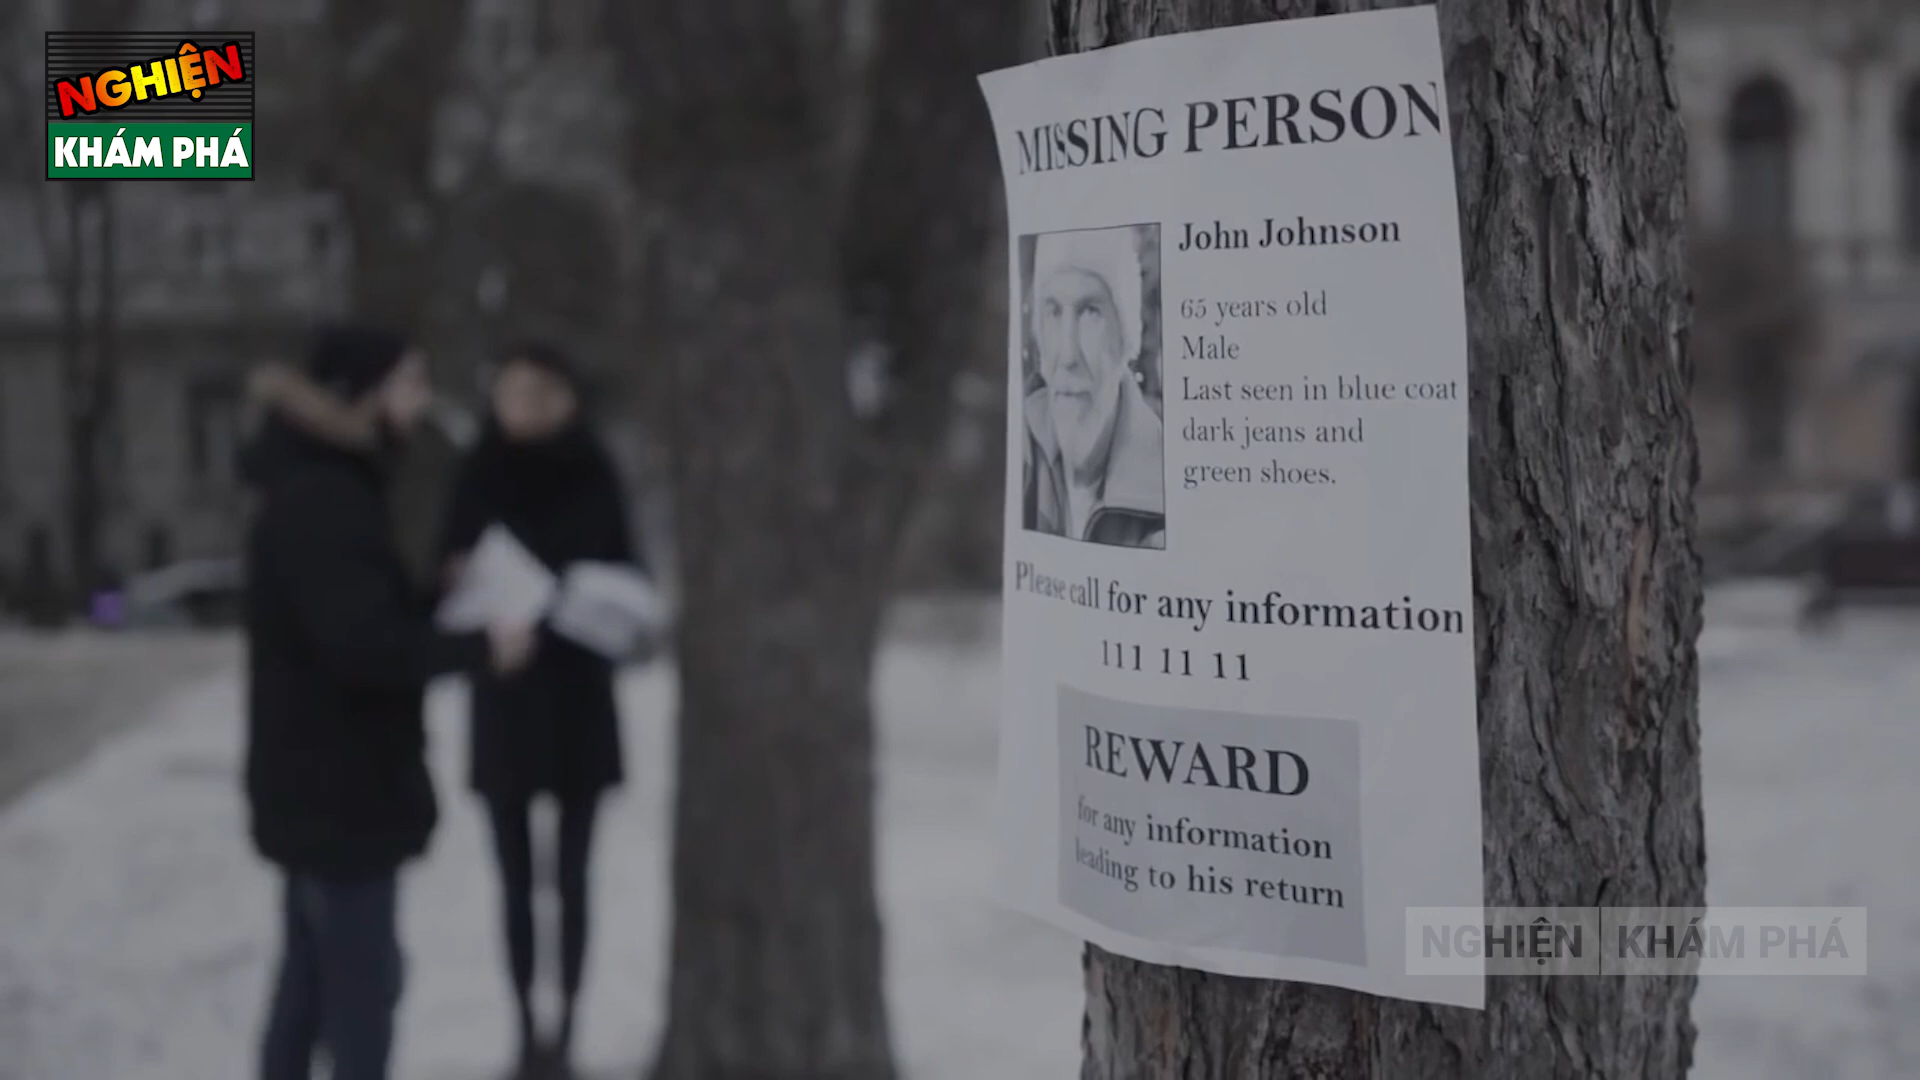 NGHIỆN
KHÁM PHÁ
MISSING PERSON
John Johnson
65 years old
Male
Last seen in blue coat
dark jeans and
green shoes.
Please call for any information
111 11 11
REWARD
for any information
leading to his return
NGHIỆN KHÁM PHÁ